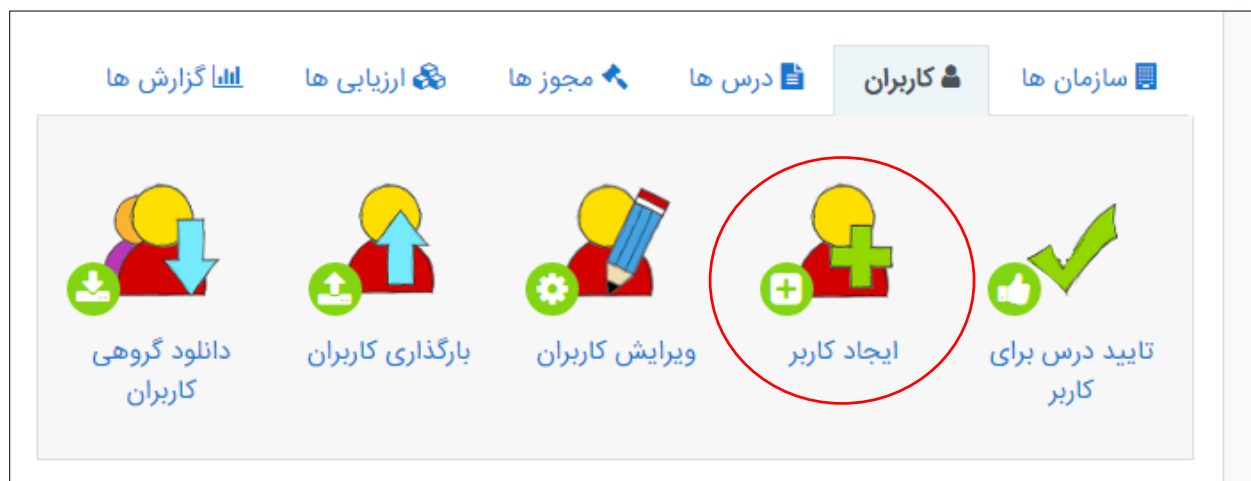 سازمان ها کاربران درس ها مجوز ها ارزیابی ها گزارش ها
تایید درس برای کاربر
ایجاد کاربر
ویرایش کاربران
بارگذاری کاربران
دانلود گروهی کاربران